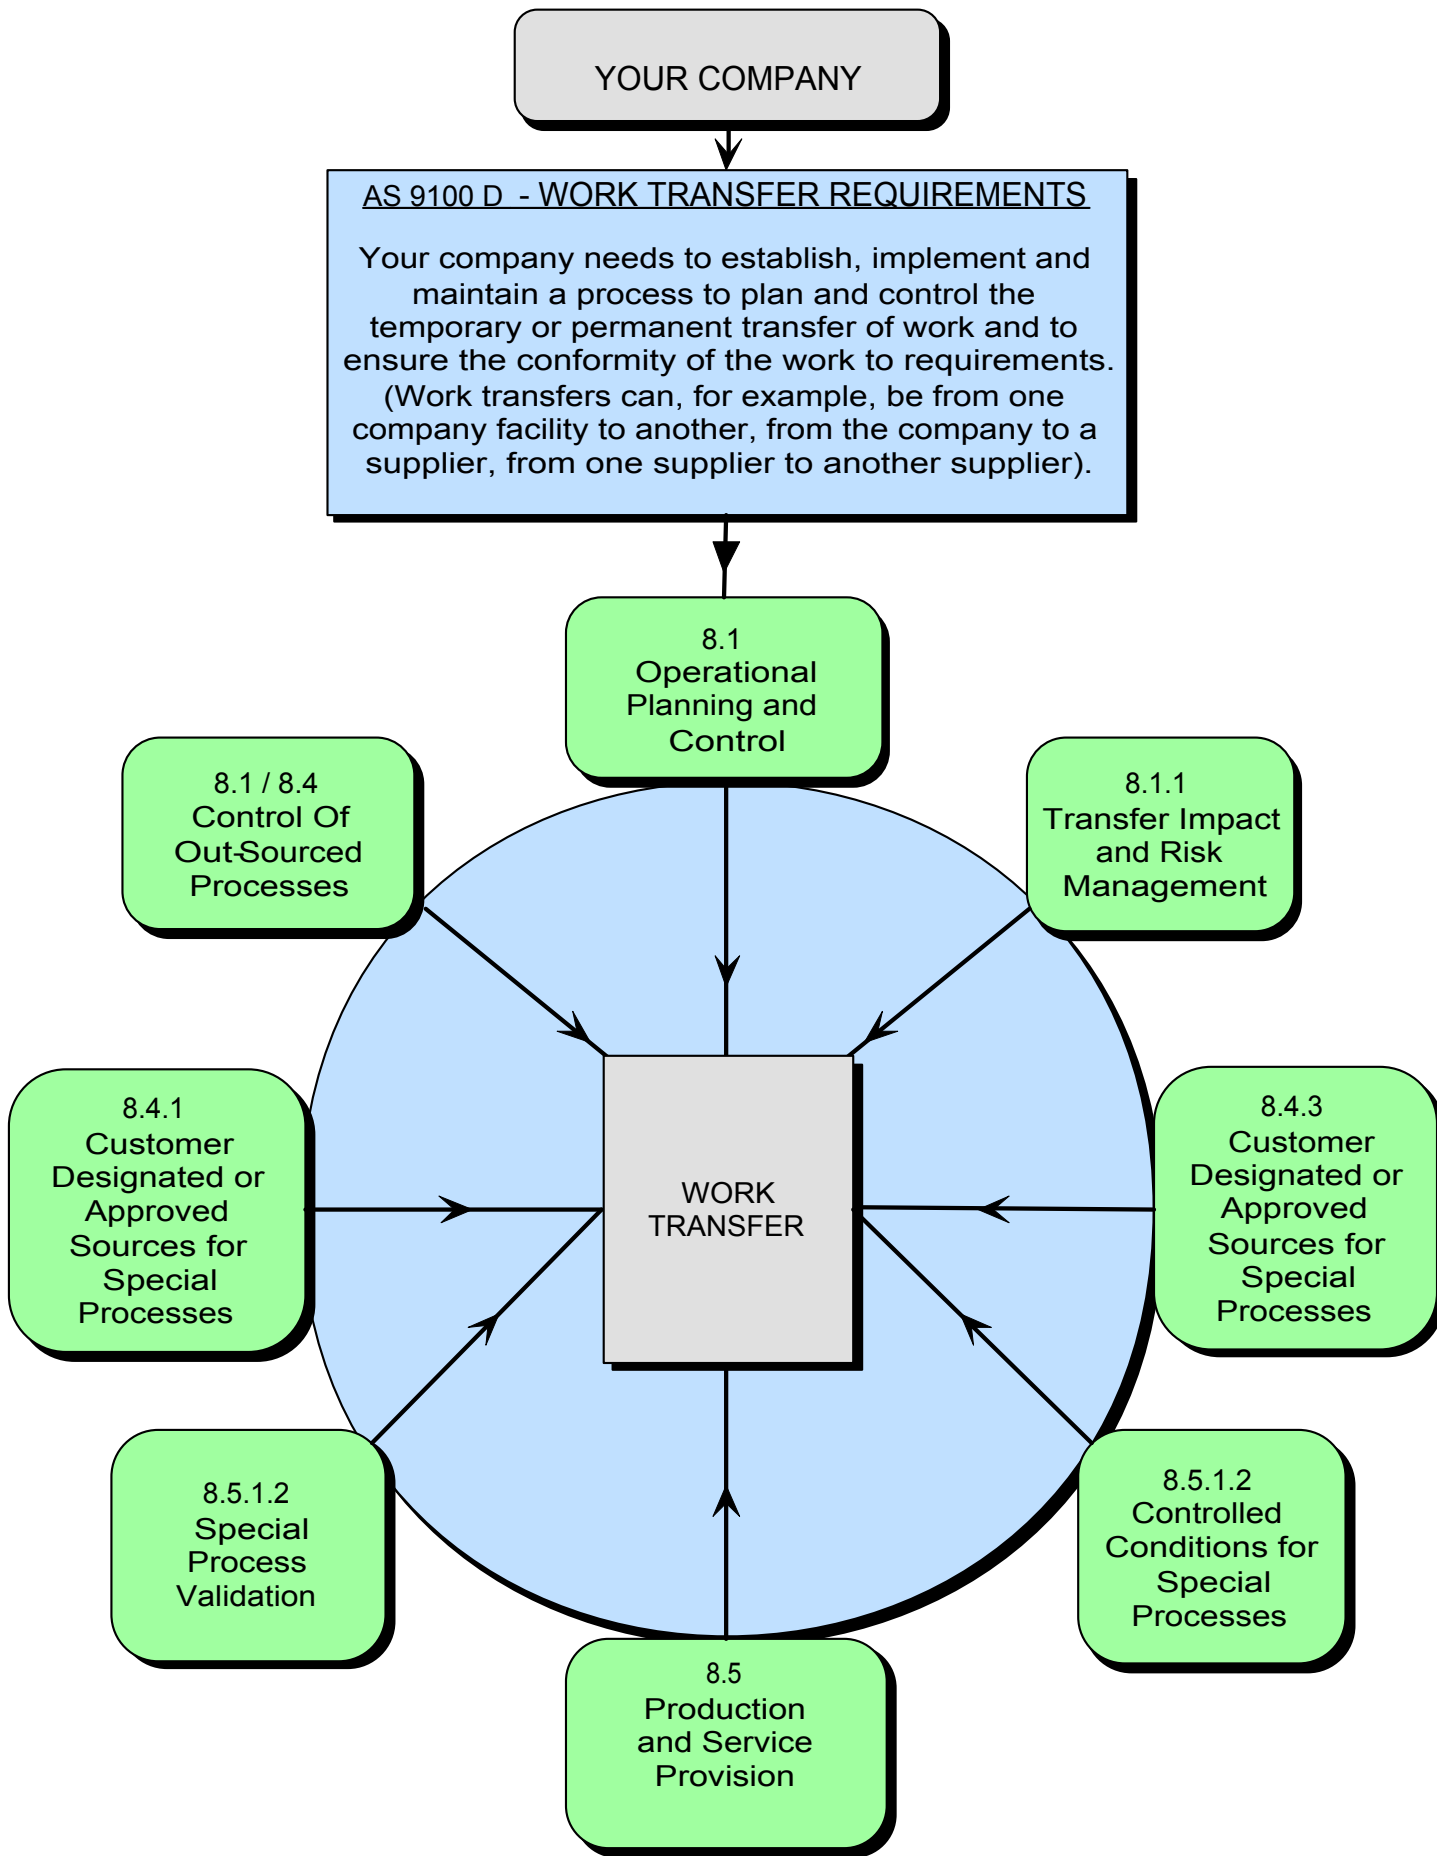 YOUR COMPANY
AS 9100 D - WORK TRANSFER REQUIREMENTS
Your company needs to establish, implement and
maintain a process to plan and control the
temporary or permanent transfer of work and to
ensure the conformity of the work to requirements.
(Work transfers can, for example, be from one
company facility to another, from the company to a
supplier, from one supplier to another supplier).
8.1
Operational
Planning and
Control
8.1 / 8.4
Control Of
Out-Sourced
Processes
8.1.1
Transfer Impact
and Risk
Management
8.4.1
Customer
Designated or
Approved
Sources for
Special
Processes
WORK
TRANSFER
8.4.3
Customer
Designated or
Approved
Sources for
Special
Processes
8.5.1.2
Special
Process
Validation
8.5.1.2
Controlled
Conditions for
Special
Processes
8.5
Production
and Service
Provision